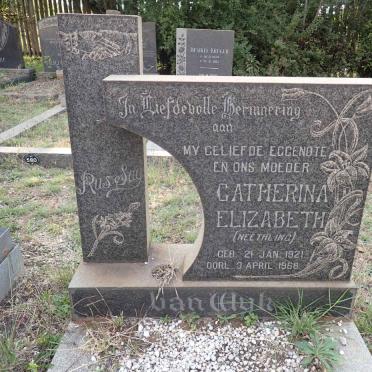 In Liefdevolle Herinnering
aan
MY GELIEFDE EGGENOTE
EN ONS MOEDER
CATHERINA
ELIZABETH
(NEETHLING)
GEB. 21 JAN. 1921
OORL. 3 APRIL 1968
Rus Sag
van Wyk
580